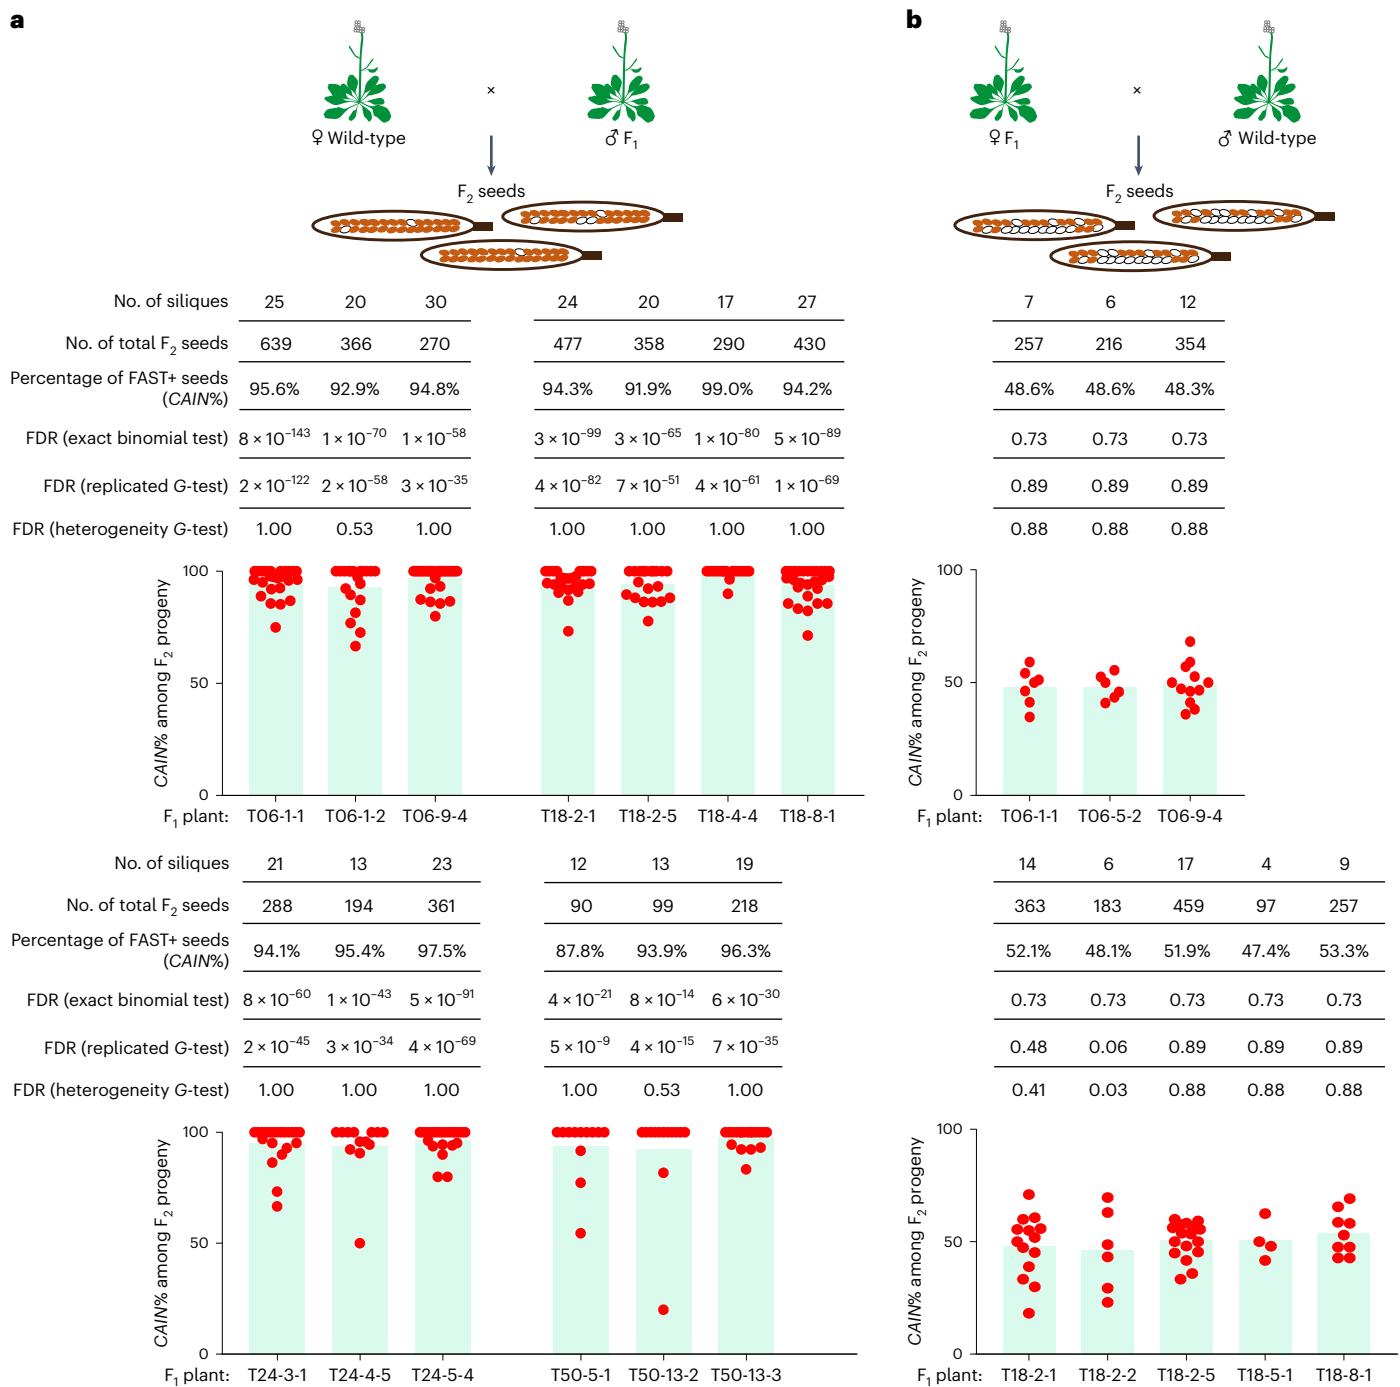 a
♀ Wild-type × ♂ F1
F2 seeds
No. of siliques 25 20 30 24 20 17 27
No. of total F2 seeds 639 366 270 477 358 290 430
Percentage of FAST+ seeds
(CAIN%) 95.6% 92.9% 94.8% 94.3% 91.9% 99.0% 94.2%
FDR (exact binomial test) 8 × 10⁻¹⁴³ 1 × 10⁻⁷⁰ 1 × 10⁻⁵⁸ 3 × 10⁻⁹⁹ 3 × 10⁻⁶⁵ 1 × 10⁻⁸⁰ 5 × 10⁻⁸⁹
FDR (replicated G-test) 2 × 10⁻¹²² 2 × 10⁻⁵⁸ 3 × 10⁻³⁵ 4 × 10⁻⁸² 7 × 10⁻⁵¹ 4 × 10⁻⁶¹ 1 × 10⁻⁶⁹
FDR (heterogeneity G-test) 1.00 0.53 1.00 1.00 1.00 1.00 1.00
CAIN% among F2 progeny
100
50
0
F1 plant: T06-1-1 T06-1-2 T06-9-4 T18-2-1 T18-2-5 T18-4-4 T18-8-1
No. of siliques 21 13 23 12 13 19
No. of total F2 seeds 288 194 361 90 99 218
Percentage of FAST+ seeds
(CAIN%) 94.1% 95.4% 97.5% 87.8% 93.9% 96.3%
FDR (exact binomial test) 8 × 10⁻⁶⁰ 1 × 10⁻⁴³ 5 × 10⁻⁹¹ 4 × 10⁻²¹ 8 × 10⁻¹⁴ 6 × 10⁻³⁰
FDR (replicated G-test) 2 × 10⁻⁴⁵ 3 × 10⁻³⁴ 4 × 10⁻⁶⁹ 5 × 10⁻⁹ 4 × 10⁻¹⁵ 7 × 10⁻³⁵
FDR (heterogeneity G-test) 1.00 1.00 1.00 1.00 0.53 1.00
CAIN% among F2 progeny
100
50
0
F1 plant: T24-3-1 T24-4-5 T24-5-4 T50-5-1 T50-13-2 T50-13-3
b
♀ F1 × ♂ Wild-type
F2 seeds
7 6 12
257 216 354
48.6% 48.6% 48.3%
0.73 0.73 0.73
0.89 0.89 0.89
0.88 0.88 0.88
CAIN% among F2 progeny
100
50
0
F1 plant: T06-1-1 T06-5-2 T06-9-4
14 6 17 4 9
363 183 459 97 257
52.1% 48.1% 51.9% 47.4% 53.3%
0.73 0.73 0.73 0.73 0.73
0.48 0.06 0.89 0.89 0.89
0.41 0.03 0.88 0.88 0.88
CAIN% among F2 progeny
100
50
0
F1 plant: T18-2-1 T18-2-2 T18-2-5 T18-5-1 T18-8-1